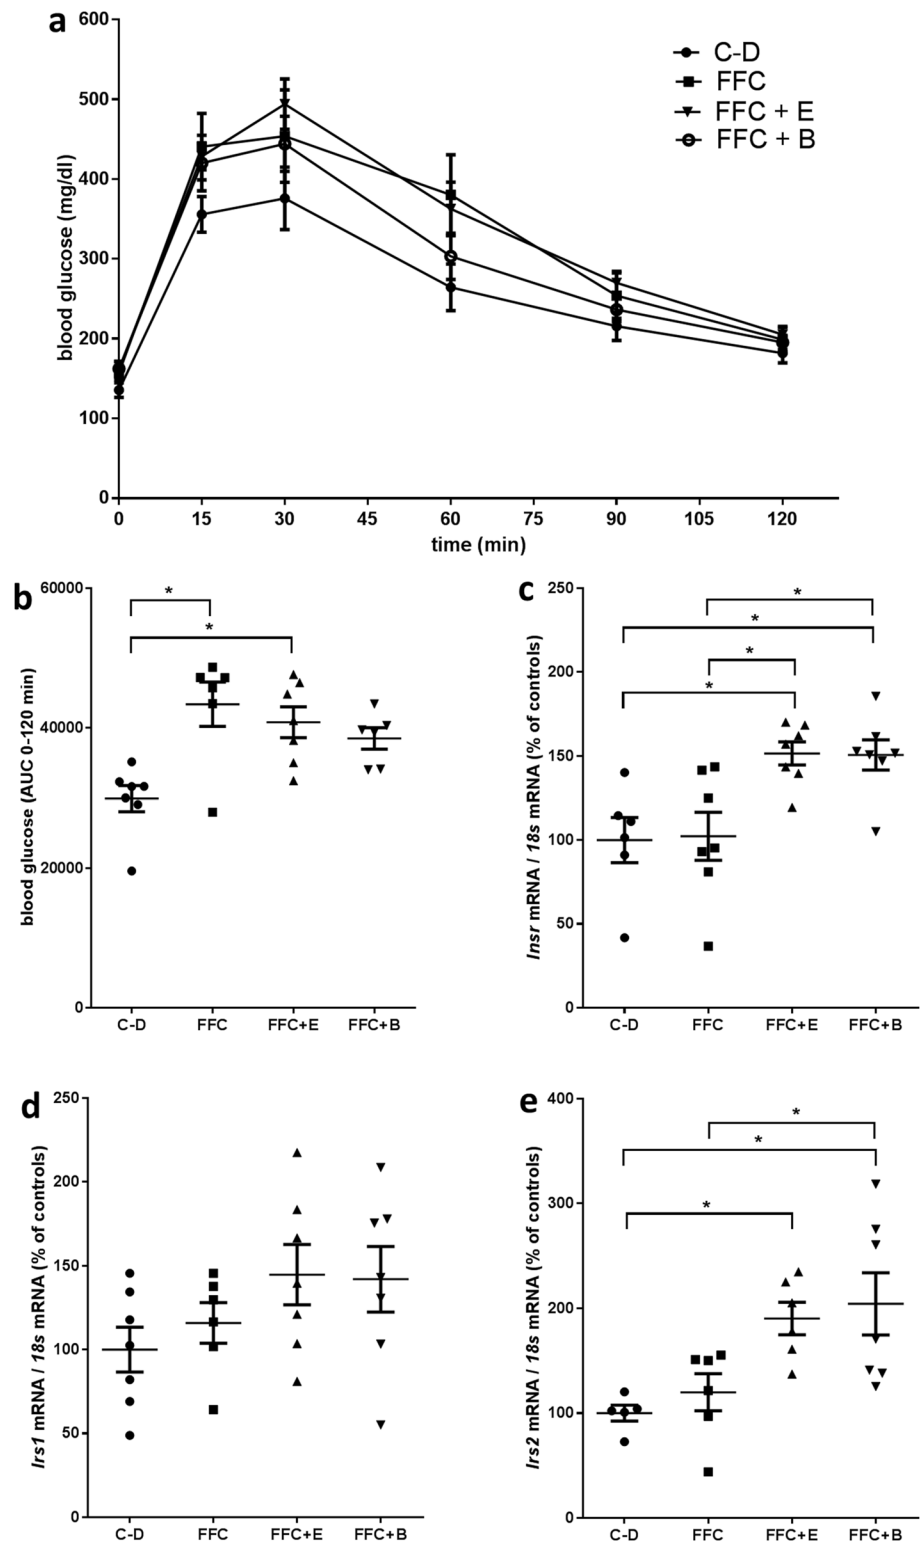 a
600
500
400
300
200
100
0
blood glucose (mg/dl)
C-D
FFC
FFC + E
FFC + B
0 15 30 45 60 75 90 105 120
time (min)
b
60000
40000
20000
0
blood glucose (AUC 0-120 min)
*
*
C-D FFC FFC+E FFC+B
c
250
200
150
100
50
0
Insr mRNA / 18s mRNA (% of controls)
*
*
*
*
C-D FFC FFC+E FFC+B
d
250
200
150
100
50
0
Irs1 mRNA / 18s mRNA (% of controls)
C-D FFC FFC+E FFC+B
e
400
300
200
100
0
Irs2 mRNA / 18s mRNA (% of controls)
*
*
*
C-D FFC FFC+E FFC+B